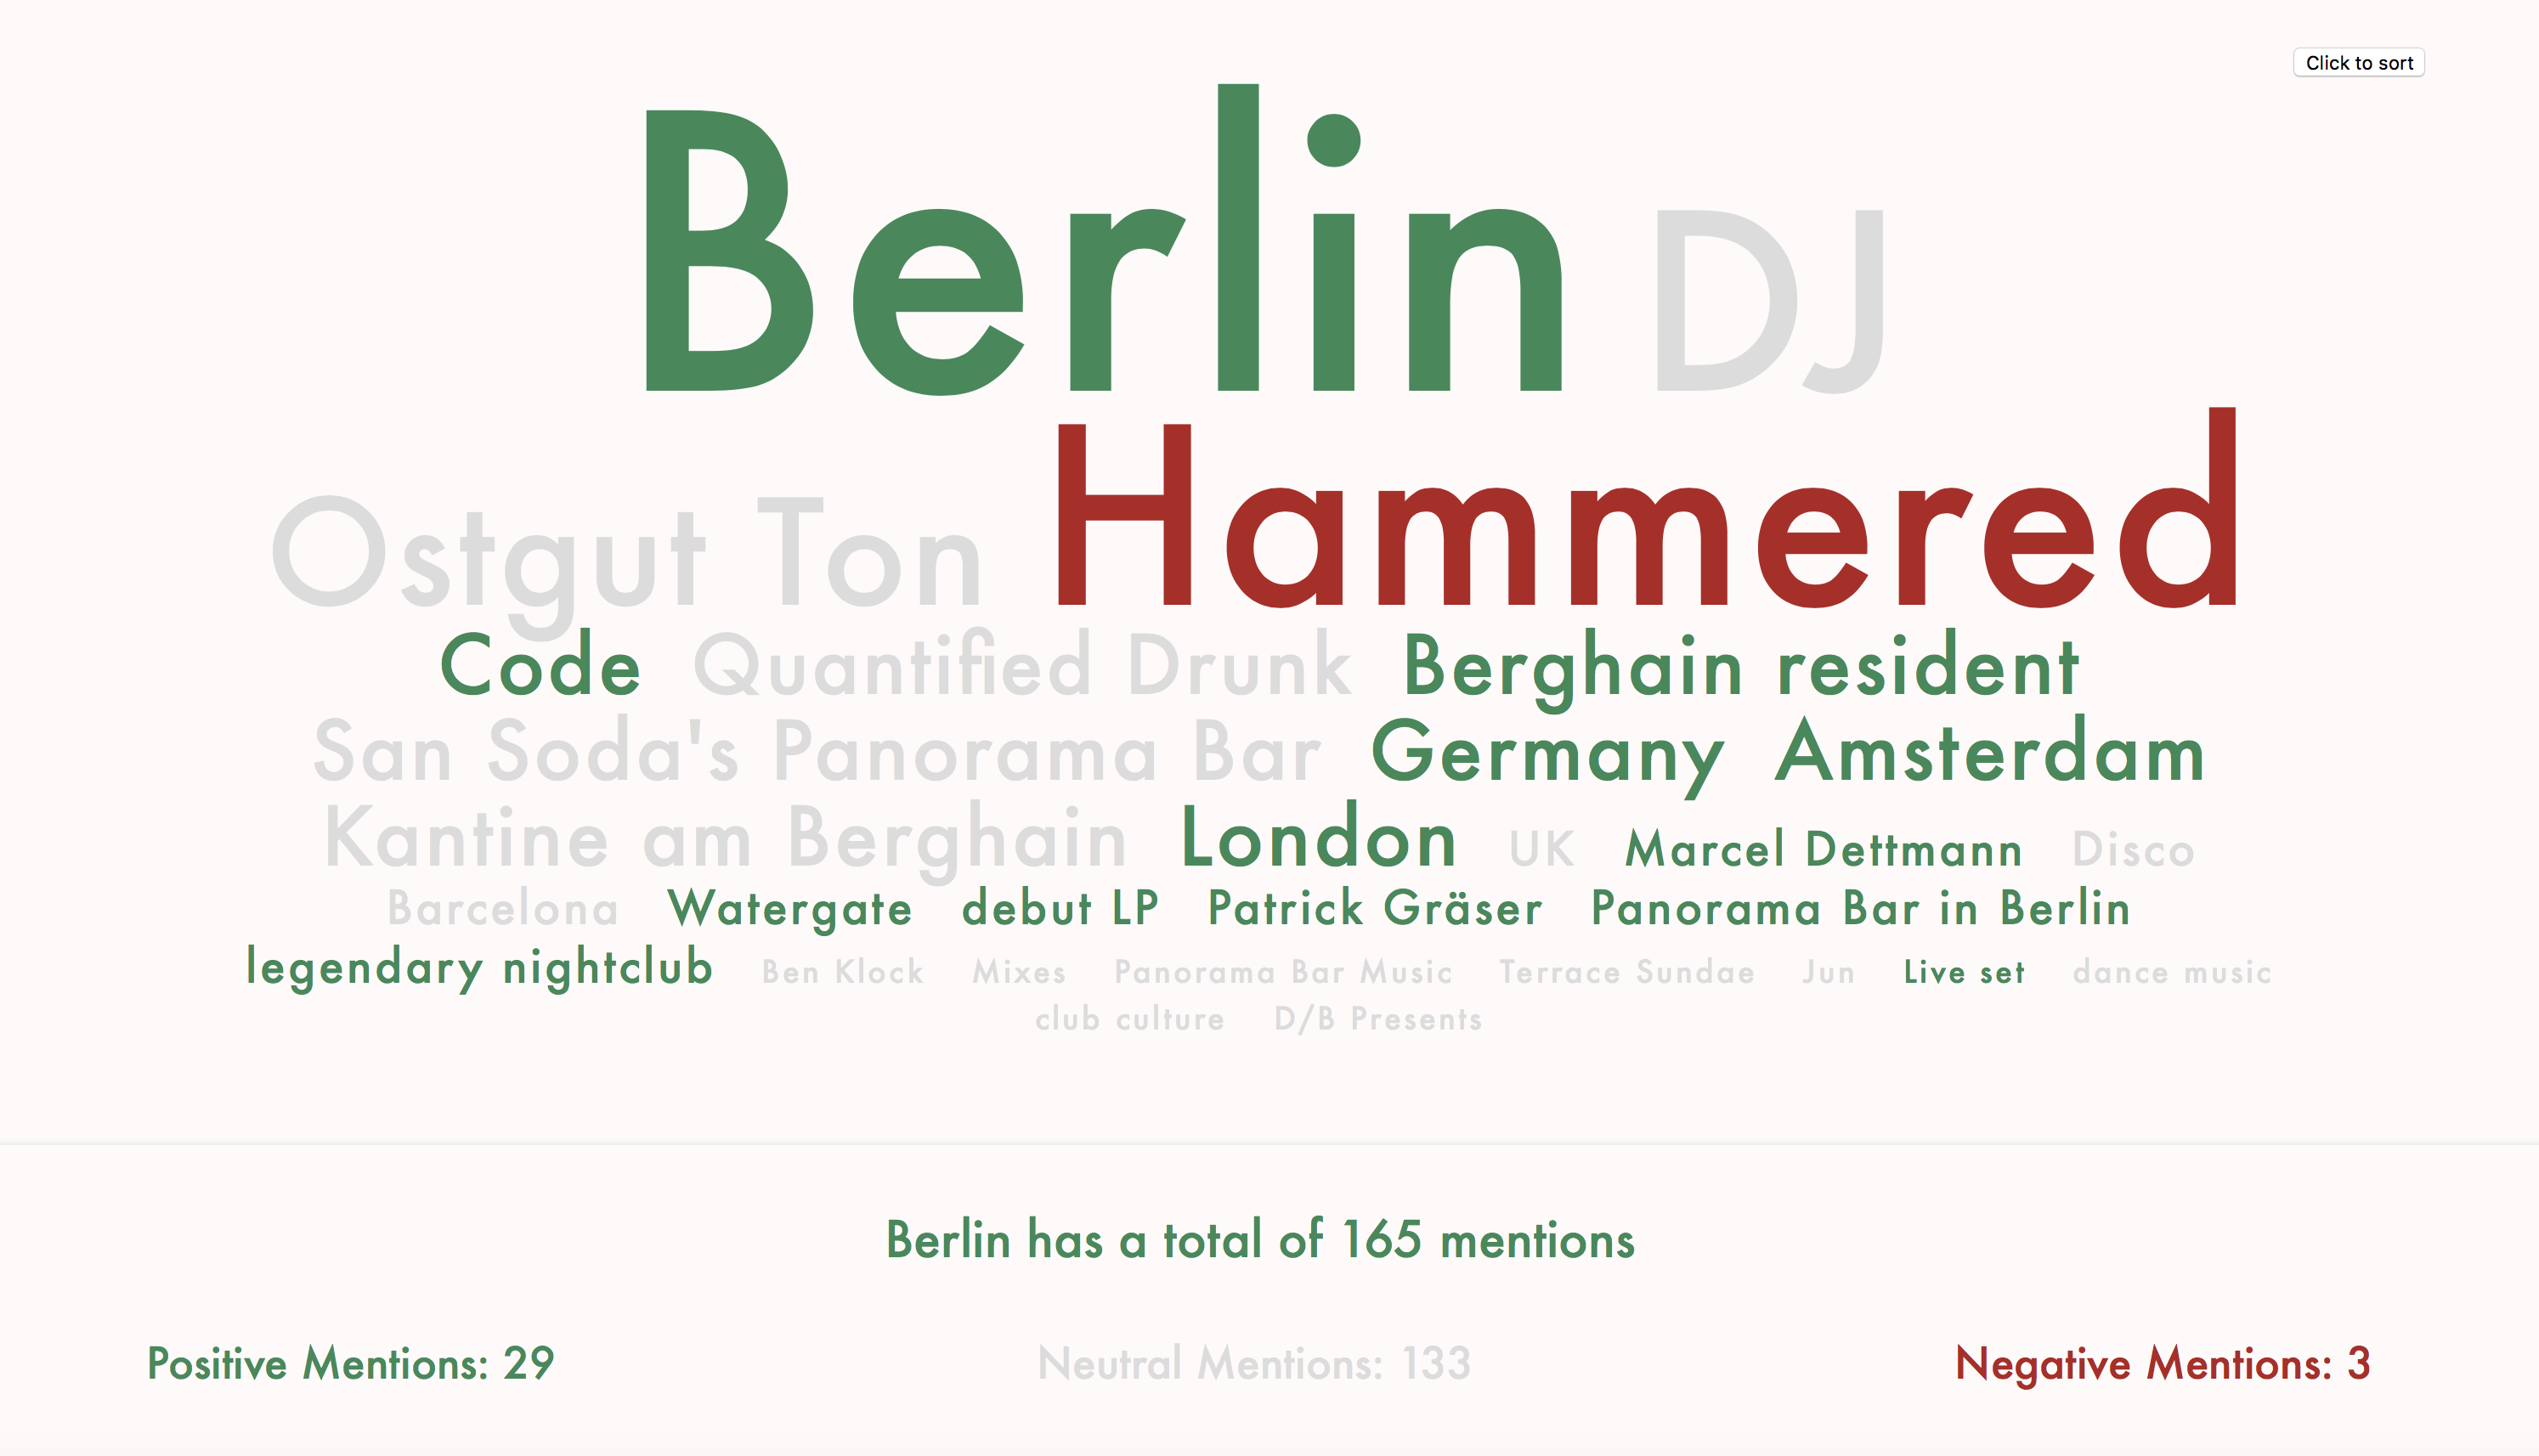 Click to sort
Berlin DJ
Ostgut Ton Hammered
Code Quantified Drunk Berghain resident
San Soda's Panorama Bar Germany Amsterdam
Kantine am Berghain London UK Marcel Dettmann Disco
Barcelona Watergate debut LP Patrick Gräser Panorama Bar in Berlin
legendary nightclub Ben Klock Mixes Panorama Bar Music Terrace Sundae Jun Live set dance music
club culture D/B Presents
Berlin has a total of 165 mentions
Positive Mentions: 29 Neutral Mentions: 133 Negative Mentions: 3